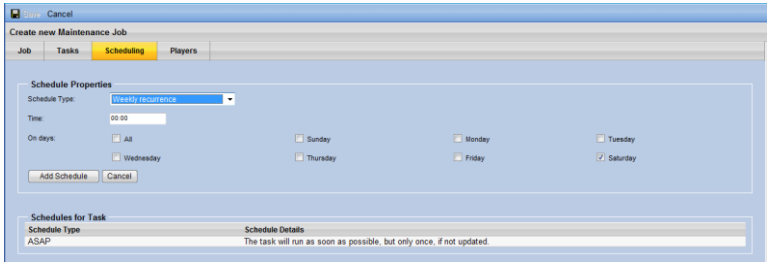 Save Cancel
Create new Maintenance Job
Job Tasks Scheduling Players
Schedule Properties
Schedule Type: Weekly recurrence
Time: 00:00
On days: All Sunday Monday Tuesday
Wednesday Thursday Friday Saturday
Add Schedule Cancel
Schedules for Task
Schedule Type Schedule Details
ASAP The task will run as soon as possible, but only once, if not updated.